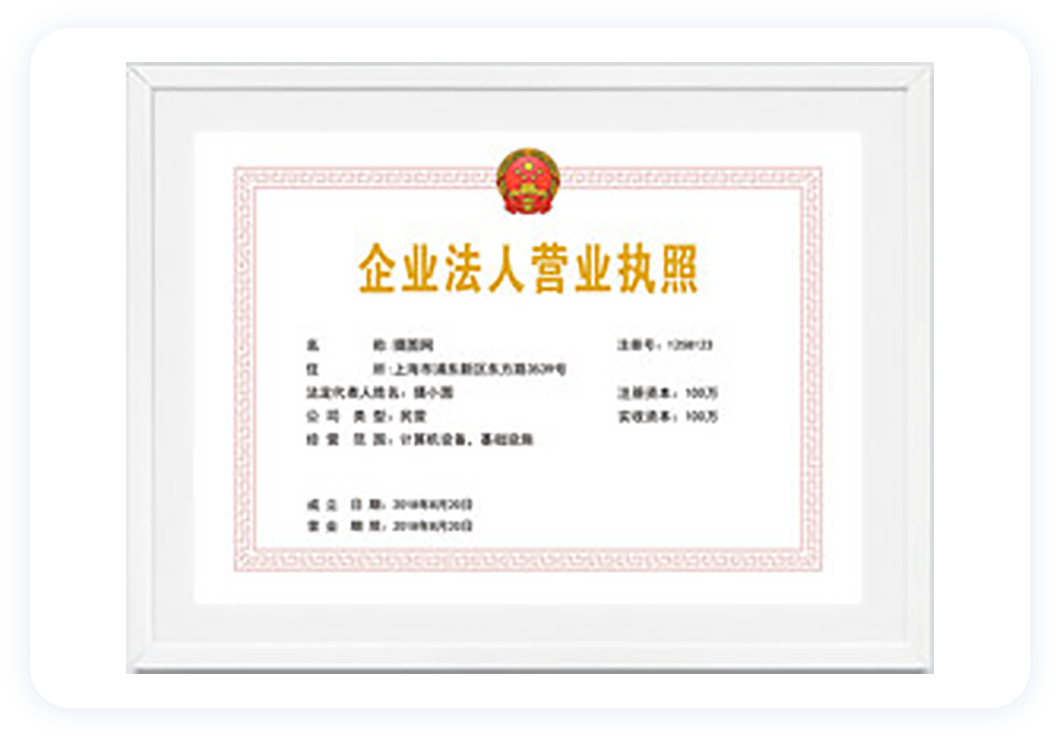 企业法人营业执照
名 称:摄图网 注册号:1258123
住 所:上海市浦东新区东方路3539号
法定代表人姓名:摄小图 注册资本:100万
公司类型:民营 实收资本:100万
经营范围:计算机设备,基础设施
成立日期:2018年8月20日
营业期限:2018年8月20日